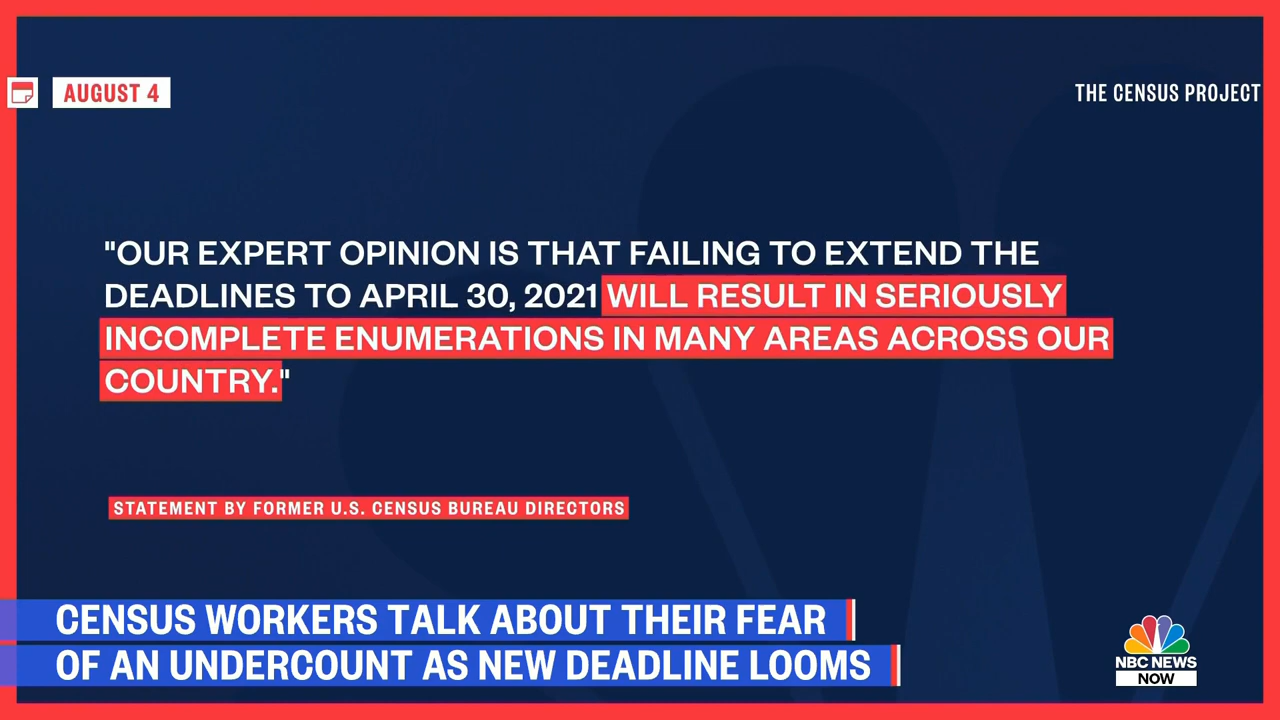 AUGUST 4
THE CENSUS PROJECT
"OUR EXPERT OPINION IS THAT FAILING TO EXTEND THE
DEADLINES TO APRIL 30, 2021 WILL RESULT IN SERIOUSLY
INCOMPLETE ENUMERATIONS IN MANY AREAS ACROSS OUR
COUNTRY."
STATEMENT BY FORMER U.S. CENSUS BUREAU DIRECTORS
CENSUS WORKERS TALK ABOUT THEIR FEAR
OF AN UNDERCOUNT AS NEW DEADLINE LOOMS
NBC NEWS
NOW